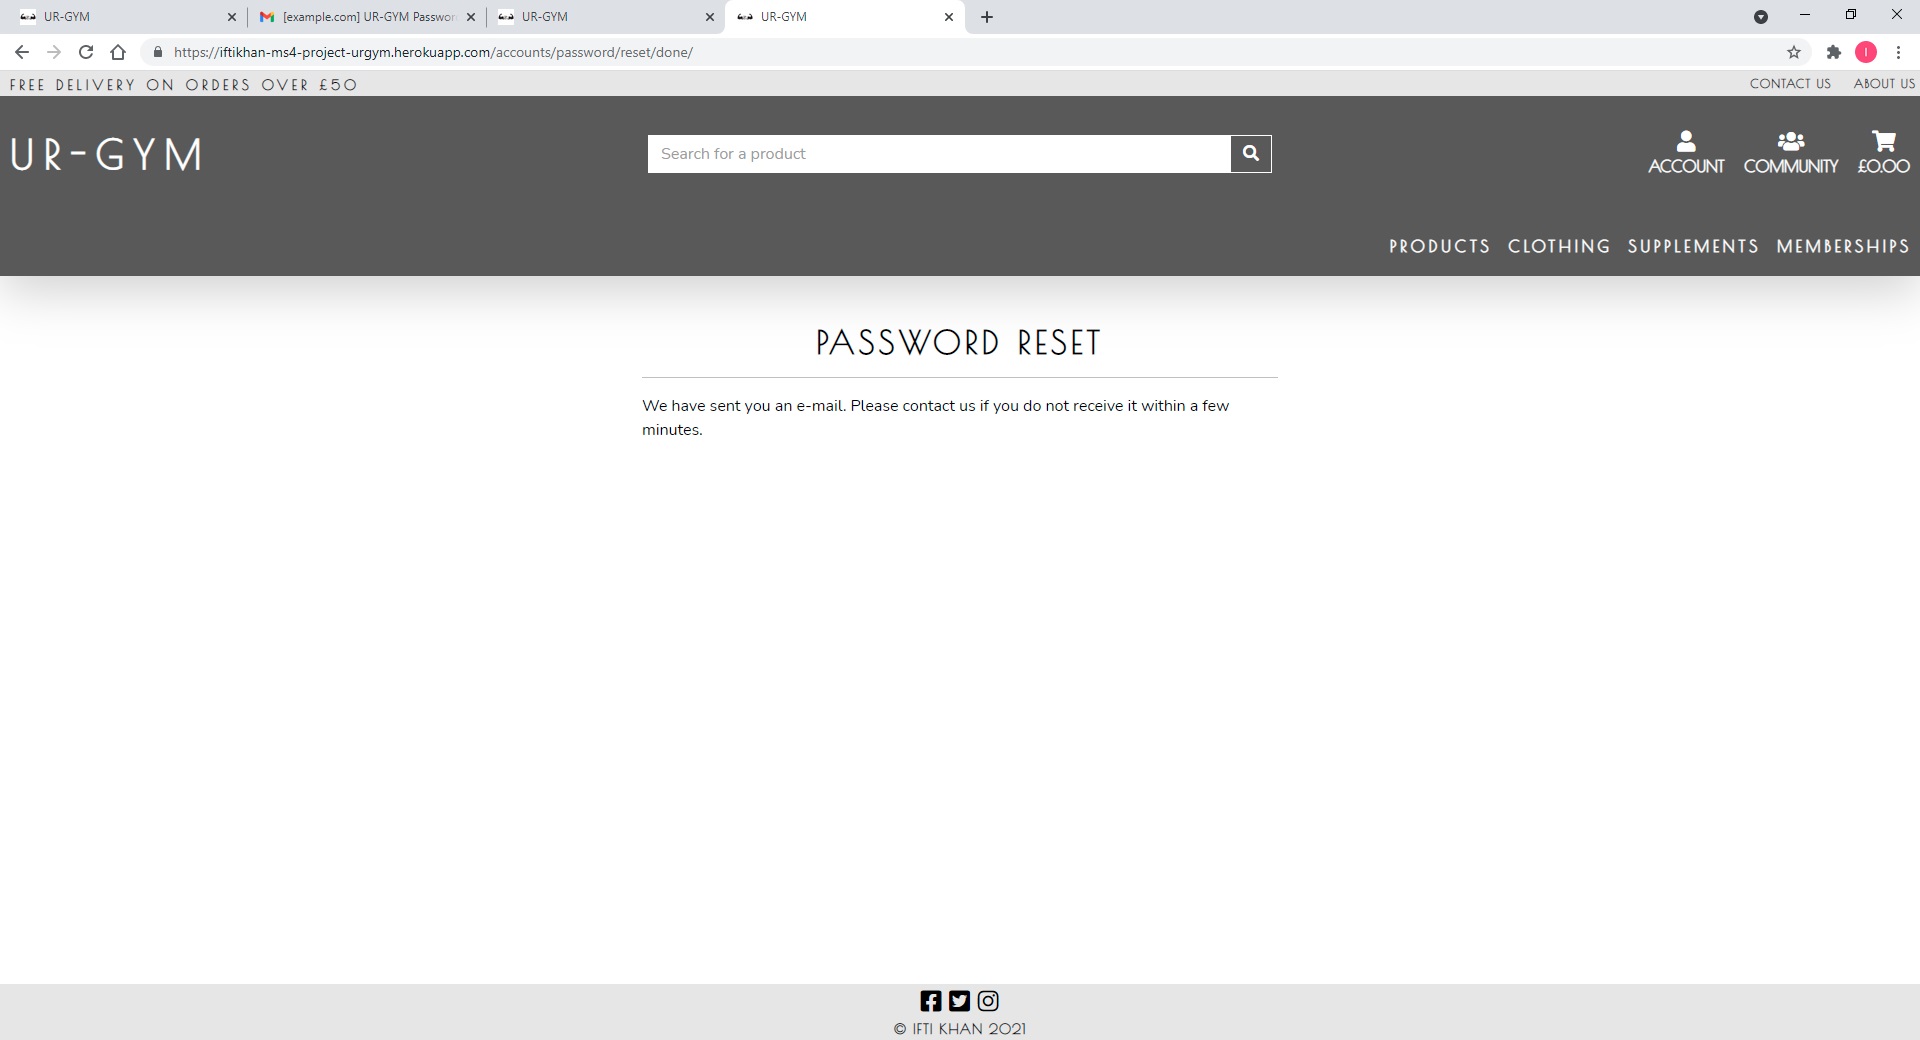 UR-GYM
[example.com] UR-GYM Passwor
UR-GYM
UR-GYM
I
https://iftikhan-ms4-project-urgym.herokuapp.com/accounts/password/reset/done/
FREE DELIVERY ON ORDERS OVER £50
CONTACT US
ABOUT US
UR-GYM
Search for a product
ACCOUNT
COMMUNITY
£0.00
PRODUCTS
CLOTHING
SUPPLEMENTS
MEMBERSHIPS
PASSWORD RESET
We have sent you an e-mail. Please contact us if you do not receive it within a few
minutes.
© IFTI KHAN 2021